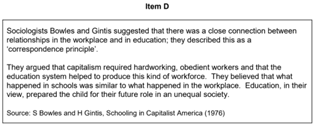 Item D
Sociologists Bowles and Gintis suggested that there was a close connection between
relationships in the workplace and in education; they described this as a
‘correspondence principle’.
They argued that capitalism required hardworking, obedient workers and that the
education system helped to produce this kind of workforce. They believed that what
happened in schools was similar to what happened in the workplace. Education, in their
view, prepared the child for their future role in an unequal society.
Source: S Bowles and H Gintis, Schooling in Capitalist America (1976)